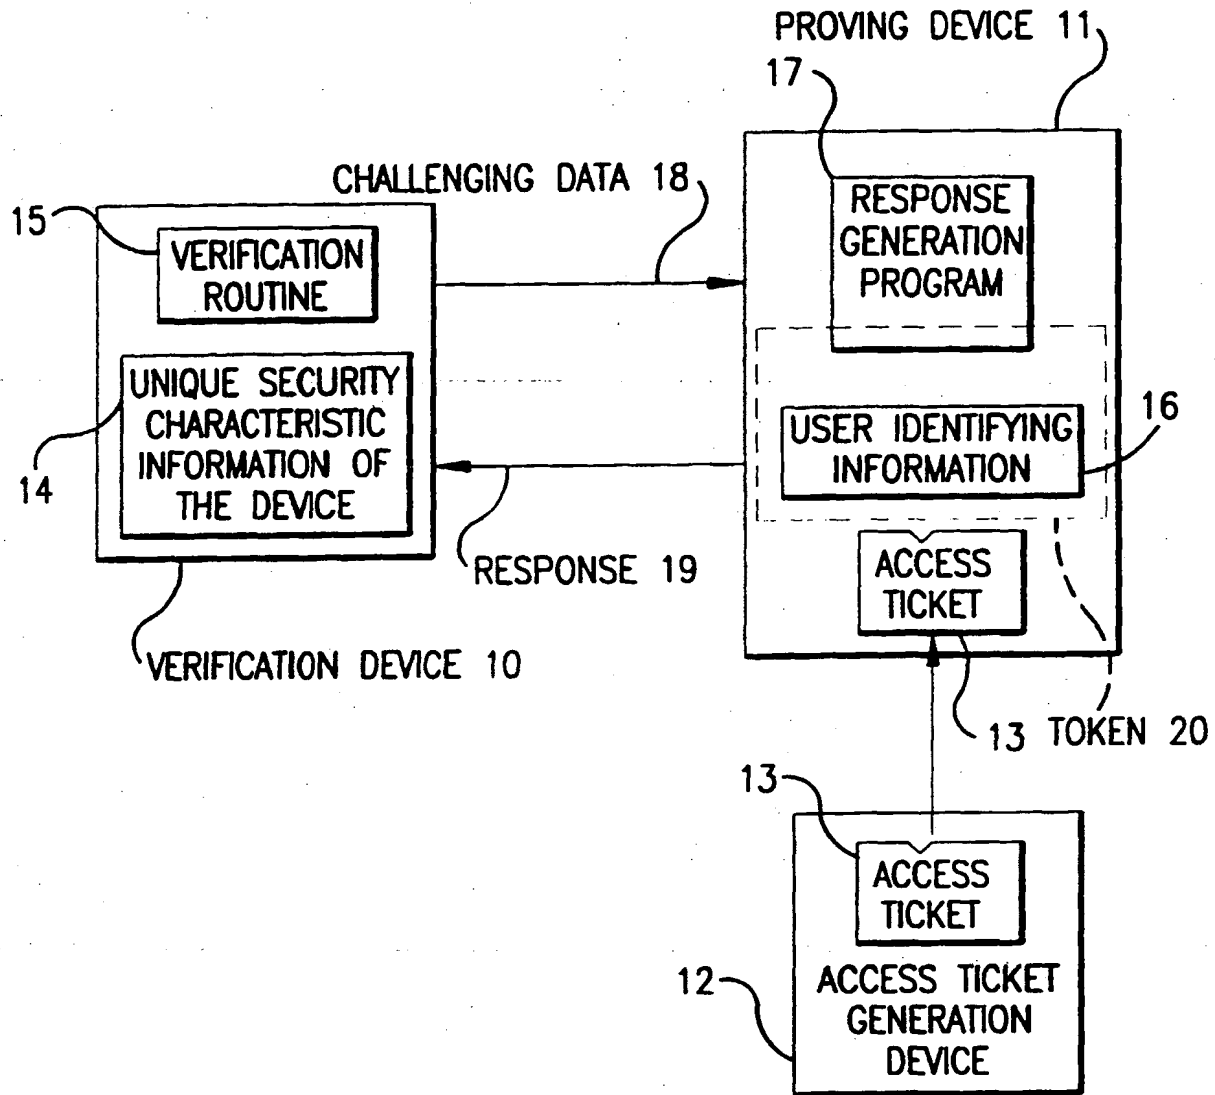 PROVING DEVICE 11
17
CHALLENGING DATA 18
RESPONSE
GENERATION
PROGRAM
15
VERIFICATION
ROUTINE
UNIQUE SECURITY
CHARACTERISTIC
INFORMATION OF
THE DEVICE
14
USER IDENTIFYING
INFORMATION
16
RESPONSE 19
ACCESS
TICKET
VERIFICATION DEVICE 10
13
TOKEN 20
13
ACCESS
TICKET
12
ACCESS TICKET
GENERATION
DEVICE